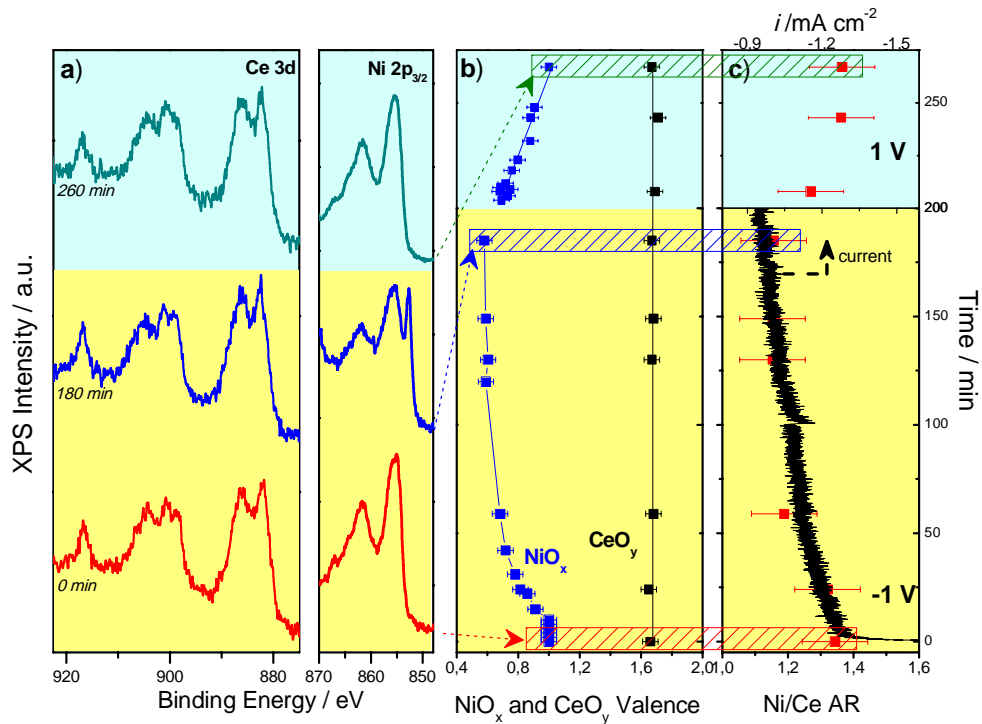 i /mA cm⁻²
-0,9 -1,2 -1,5
a) Ce 3d
Ni 2p3/2
b)
c)
260 min
180 min
0 min
1 V
current
NiOx
CeOy
-1 V
250
200
150
100
50
0
XPS Intensity / a.u.
Time / min
920 900 880
870 860 850
0,4 0,8 1,2 1,6 2,0
1,0 1,2 1,4 1,6
Binding Energy / eV
NiOx and CeOy Valence
Ni/Ce AR